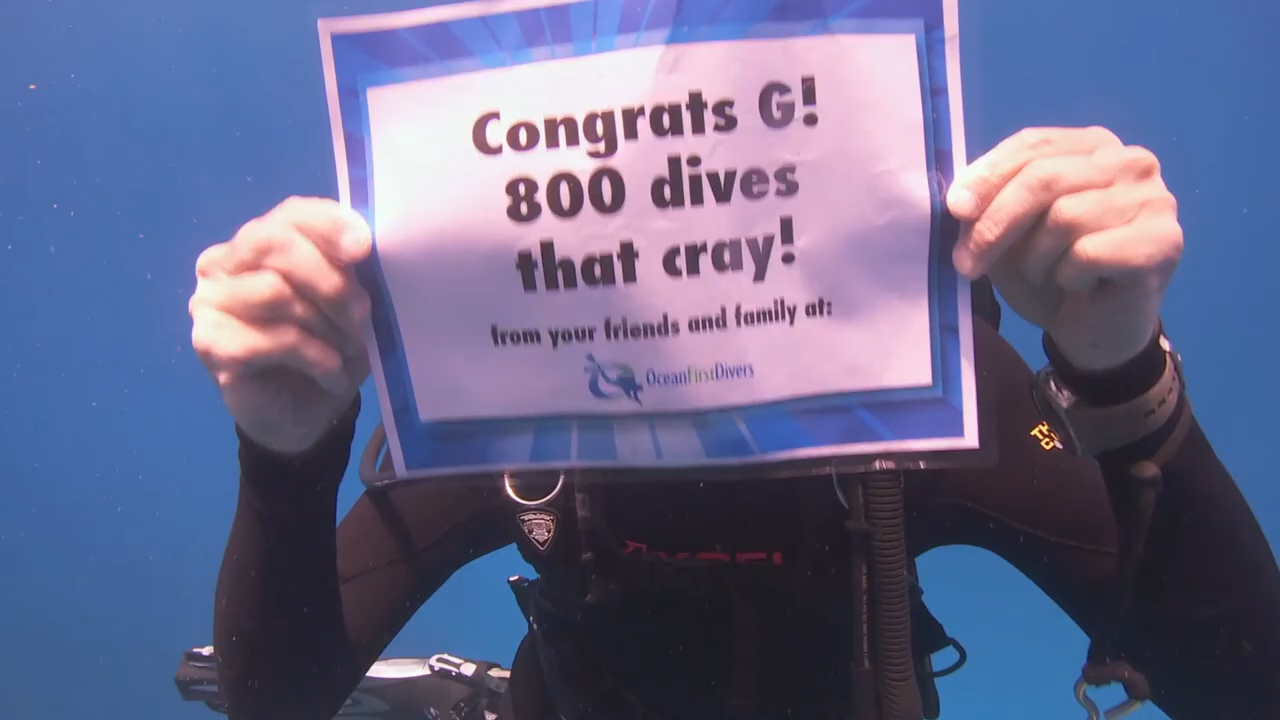 Congrats G!
800 dives
that cray!
from your friends and family at:
OceanFirstDivers